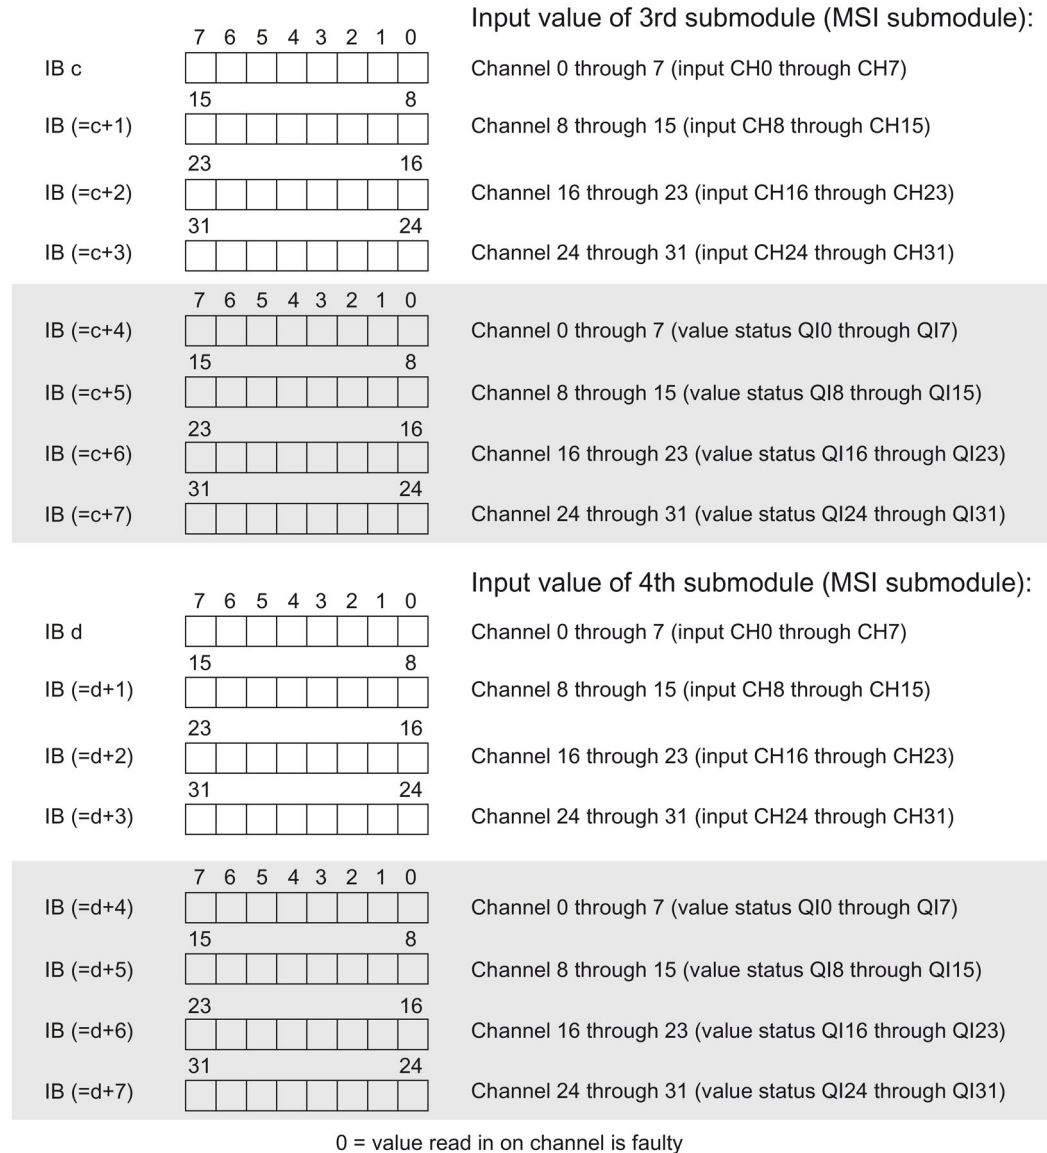 Input value of 3rd submodule (MSI submodule):
7 6 5 4 3 2 1 0
IB c Channel 0 through 7 (input CH0 through CH7)
15 8
IB (=c+1) Channel 8 through 15 (input CH8 through CH15)
23 16
IB (=c+2) Channel 16 through 23 (input CH16 through CH23)
31 24
IB (=c+3) Channel 24 through 31 (input CH24 through CH31)
7 6 5 4 3 2 1 0
IB (=c+4) Channel 0 through 7 (value status QI0 through QI7)
15 8
IB (=c+5) Channel 8 through 15 (value status QI8 through QI15)
23 16
IB (=c+6) Channel 16 through 23 (value status QI16 through QI23)
31 24
IB (=c+7) Channel 24 through 31 (value status QI24 through QI31)
Input value of 4th submodule (MSI submodule):
7 6 5 4 3 2 1 0
IB d Channel 0 through 7 (input CH0 through CH7)
15 8
IB (=d+1) Channel 8 through 15 (input CH8 through CH15)
23 16
IB (=d+2) Channel 16 through 23 (input CH16 through CH23)
31 24
IB (=d+3) Channel 24 through 31 (input CH24 through CH31)
7 6 5 4 3 2 1 0
IB (=d+4) Channel 0 through 7 (value status QI0 through QI7)
15 8
IB (=d+5) Channel 8 through 15 (value status QI8 through QI15)
23 16
IB (=d+6) Channel 16 through 23 (value status QI16 through QI23)
31 24
IB (=d+7) Channel 24 through 31 (value status QI24 through QI31)
0 = value read in on channel is faulty